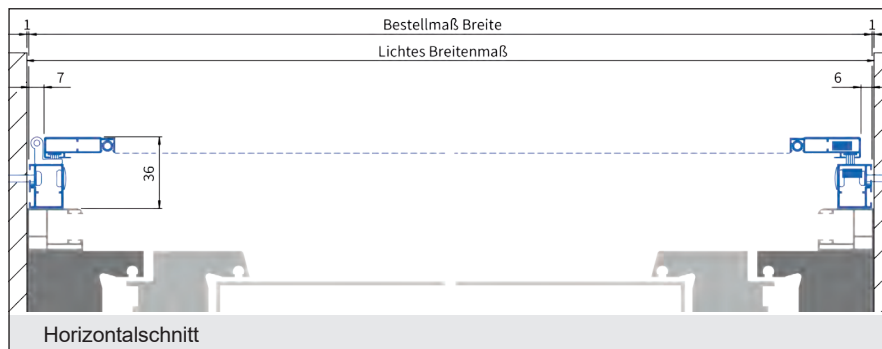 1 Bestellmaß Breite 1
Lichtes Breitenmaß
7 6
36
Horizontalschnitt